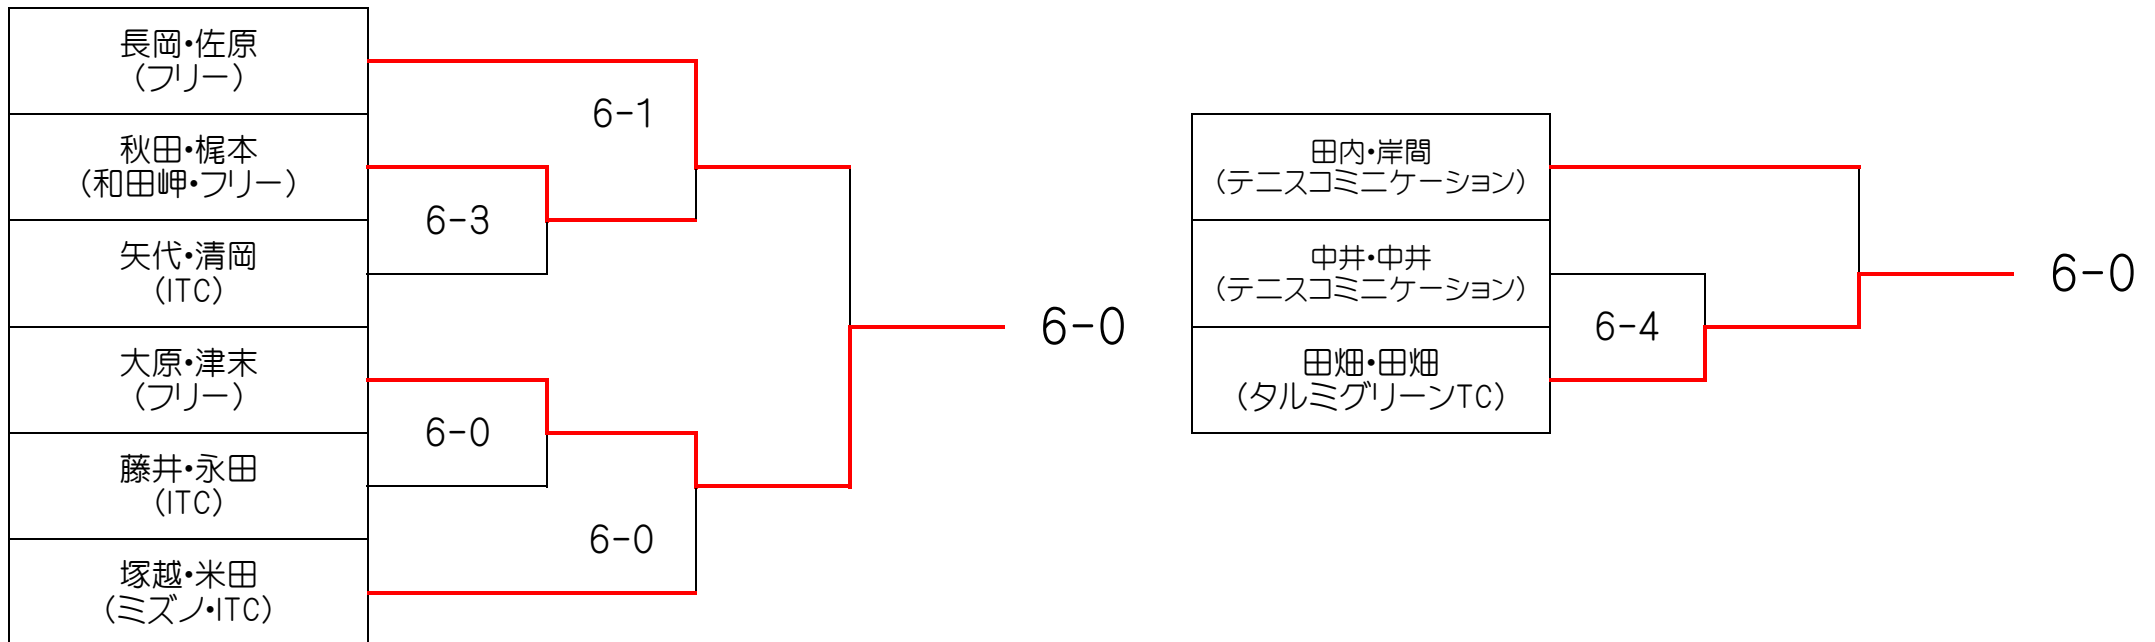 長岡・佐原
(フリー)
秋田・梶本
(和田岬・フリー)
矢代・清岡
(ITC)
大原・津末
(フリー)
藤井・永田
(ITC)
塚越・米田
(ミズノ・ITC)
6-1
6-3
6-0
6-0
6-0
田内・岸間
(テニスコミニケーション)
中井・中井
(テニスコミニケーション)
田畑・田畑
(タルミグリーンTC)
6-4
6-0